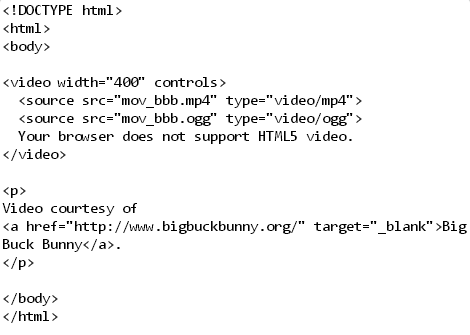 <!DOCTYPE html>
<html>
<body>

<video width="400" controls>
  <source src="mov_bbb.mp4" type="video/mp4">
  <source src="mov_bbb.ogg" type="video/ogg">
  Your browser does not support HTML5 video.
</video>

<p>
Video courtesy of
<a href="http://www.bigbuckbunny.org/" target="_blank">Big
Buck Bunny</a>.
</p>

</body>
</html>